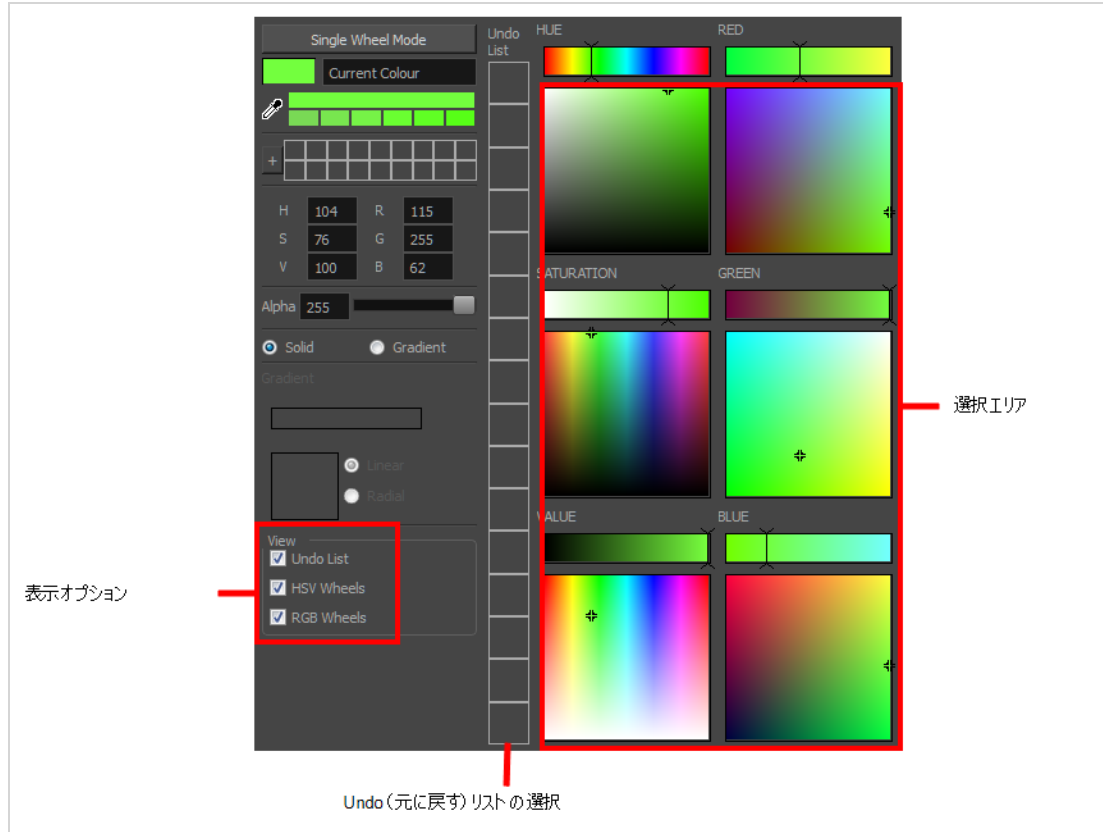 Single Wheel Mode
Current Colour
+
H 104 R 115
S 76 G 255
V 100 B 62
Alpha 255
Solid Gradient
Gradient
Linear
Radial
View
Undo List
HSV Wheels
RGB Wheels
Undo
List
HUE
RED
SATURATION
GREEN
VALUE
BLUE
表示オプション
選択エリア
Undo（元に戻す）リストの選択